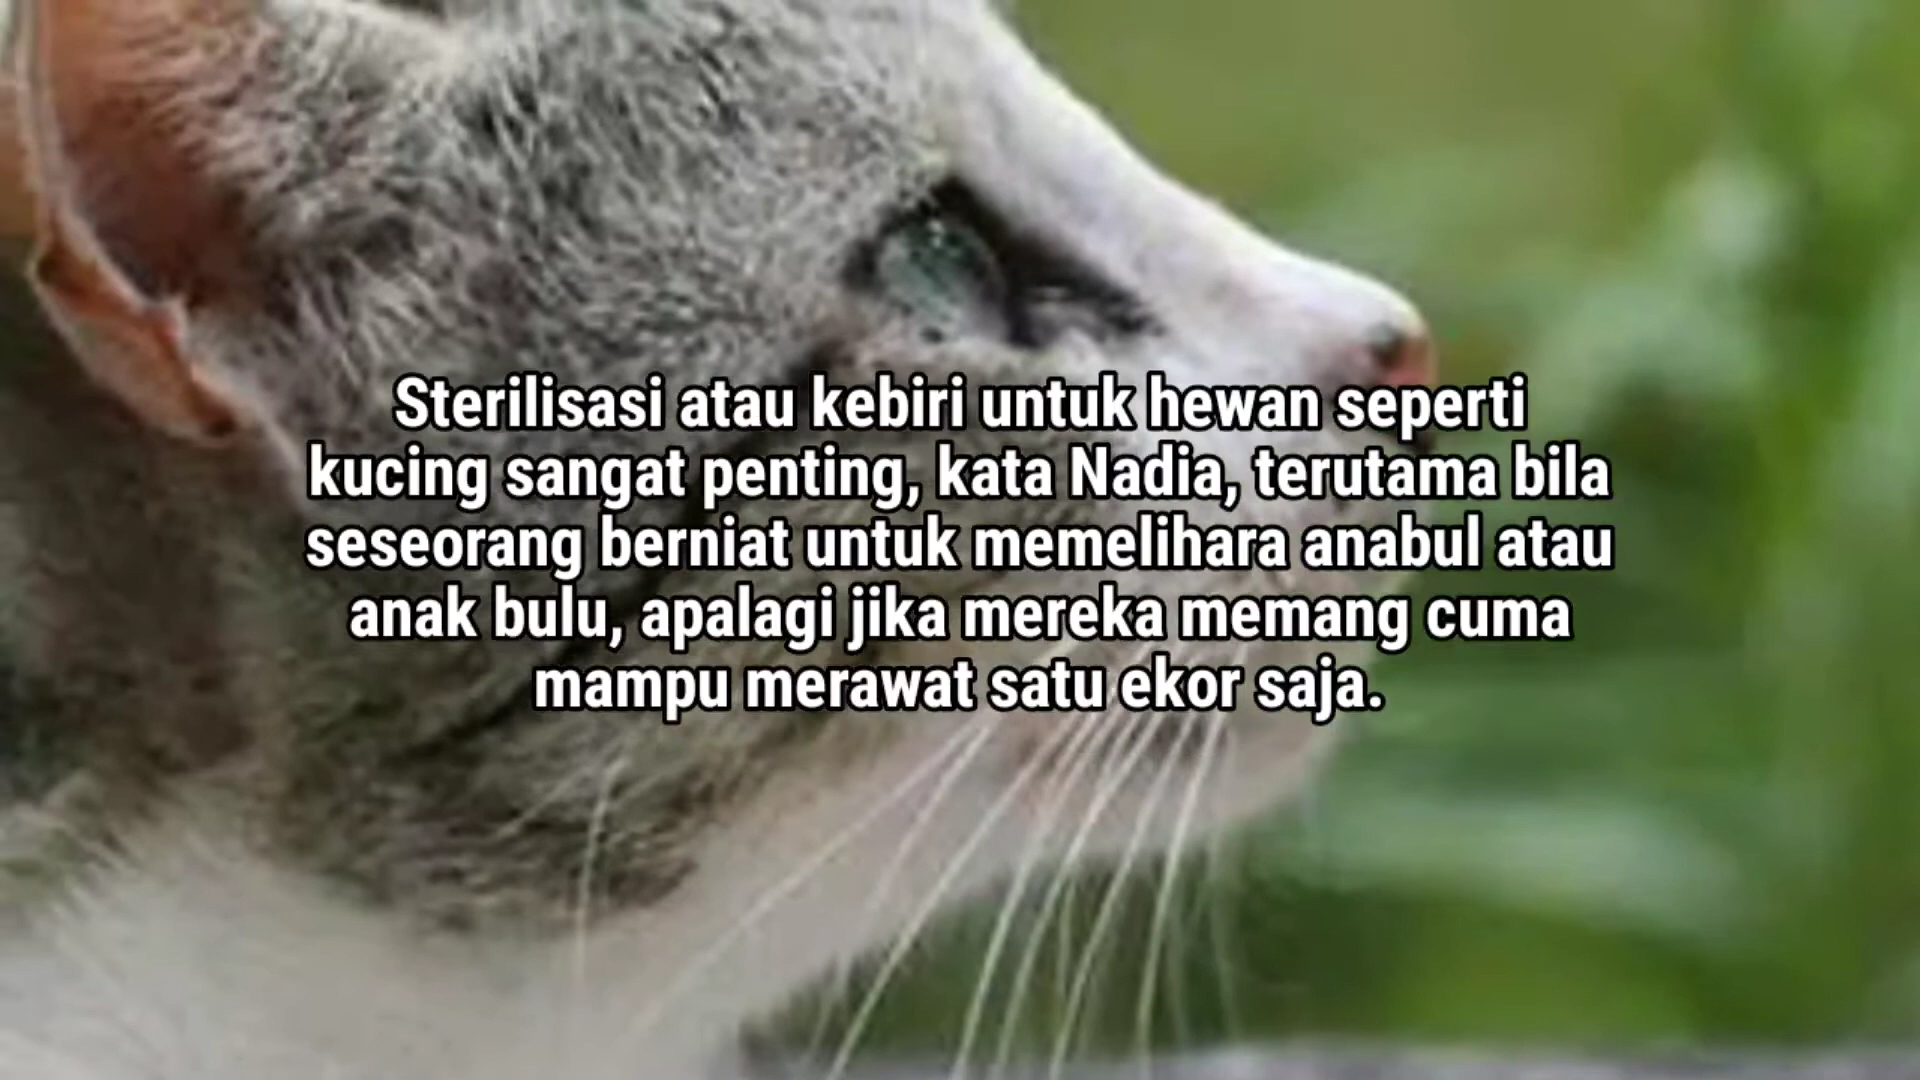 Sterilisasi atau kebiri untuk hewan seperti
kucing sangat penting, kata Nadia, terutama bila
seseorang berniat untuk memelihara anabul atau
anak bulu, apalagi jika mereka memang cuma
mampu merawat satu ekor saja.